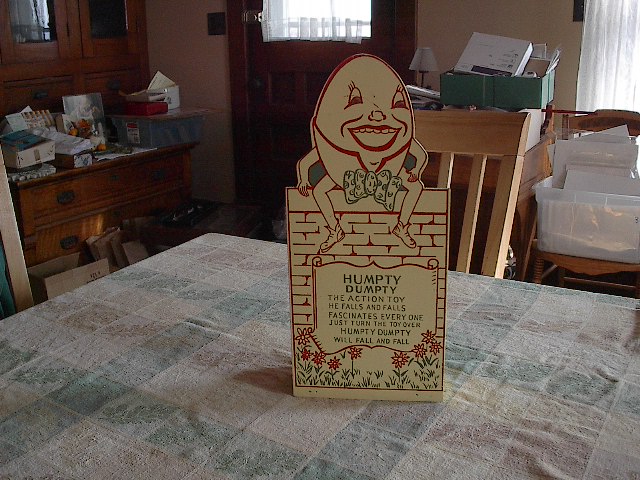 HUMPTY
DUMPTY
THE ACTION TOY
HE FALLS AND FALLS
FASCINATES EVERY ONE
JUST TURN THE TOY OVER
HUMPTY DUMPTY
WILL FALL AND FALL